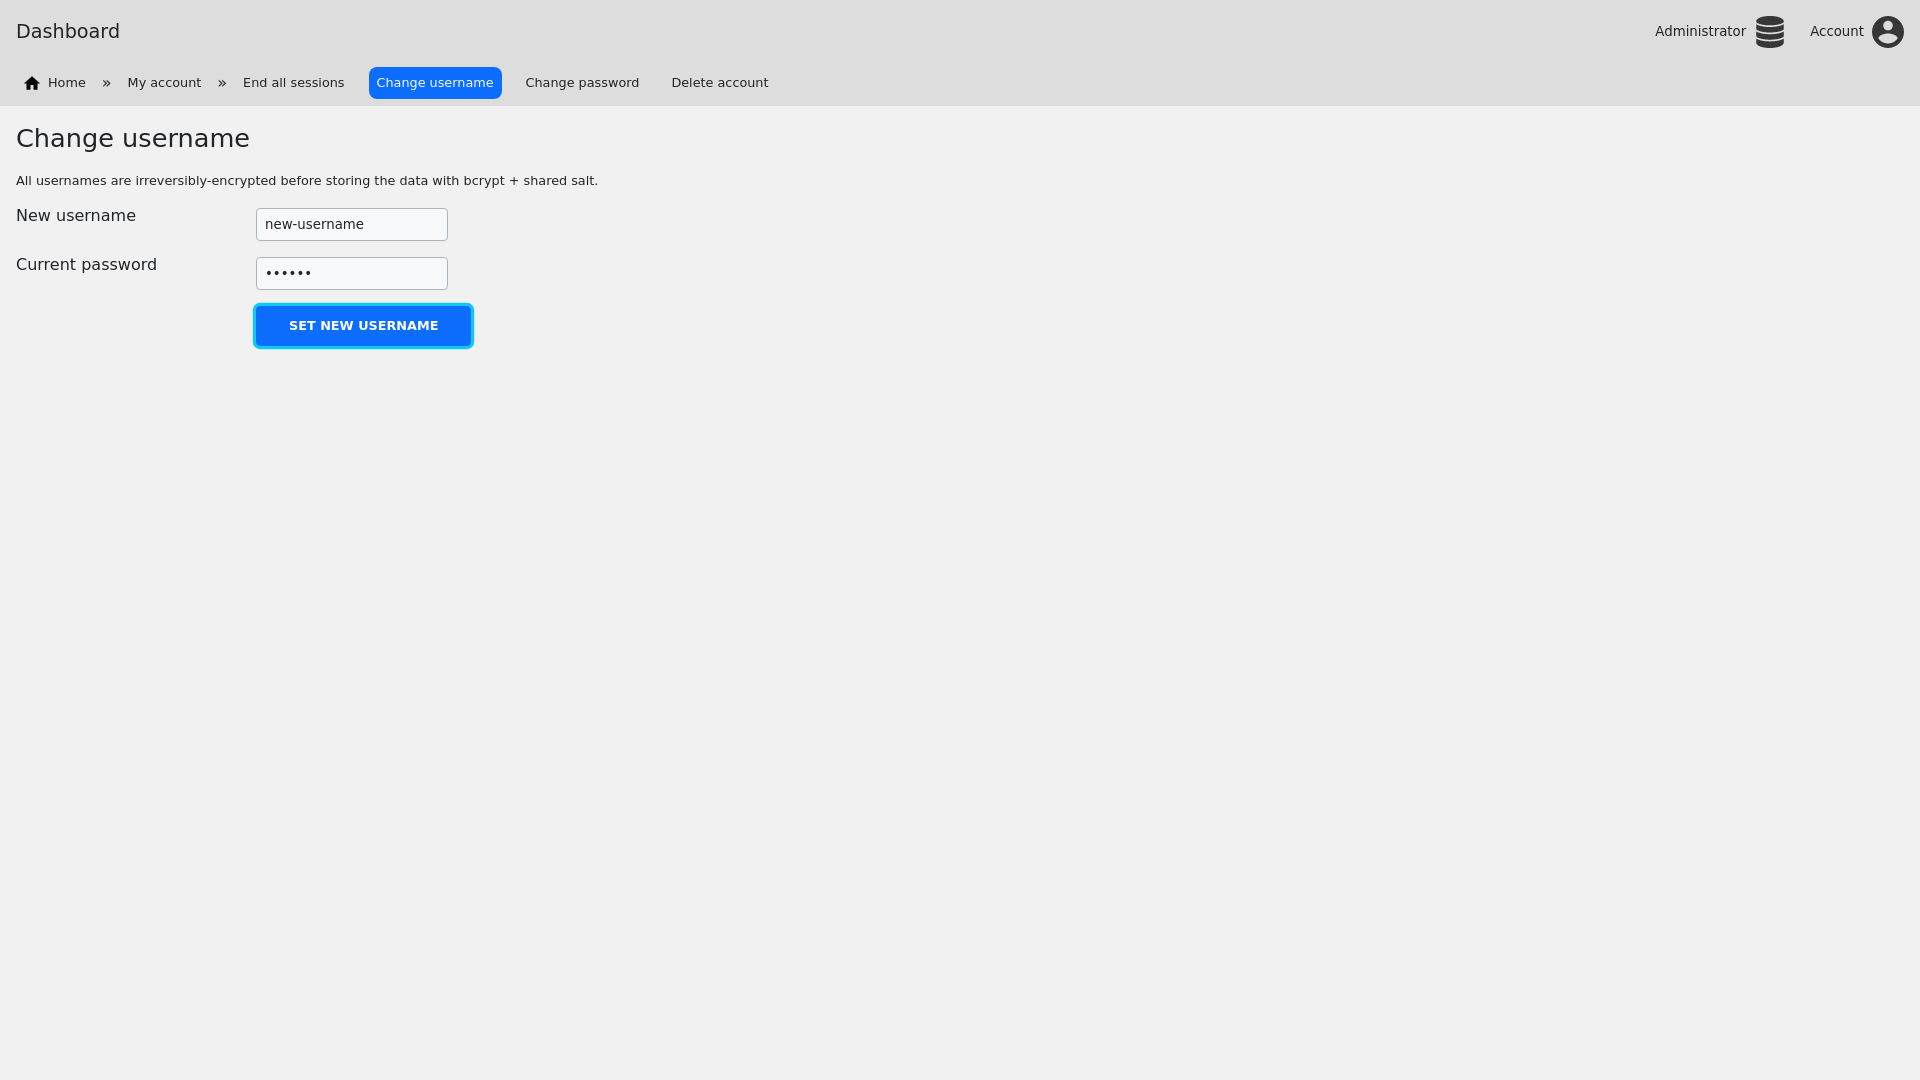 Dashboard
Administrator
Account
Home » My account » End all sessions Change username Change password Delete account
Change username
All usernames are irreversibly-encrypted before storing the data with bcrypt + shared salt.
New username
new-username
Current password
••••••
SET NEW USERNAME